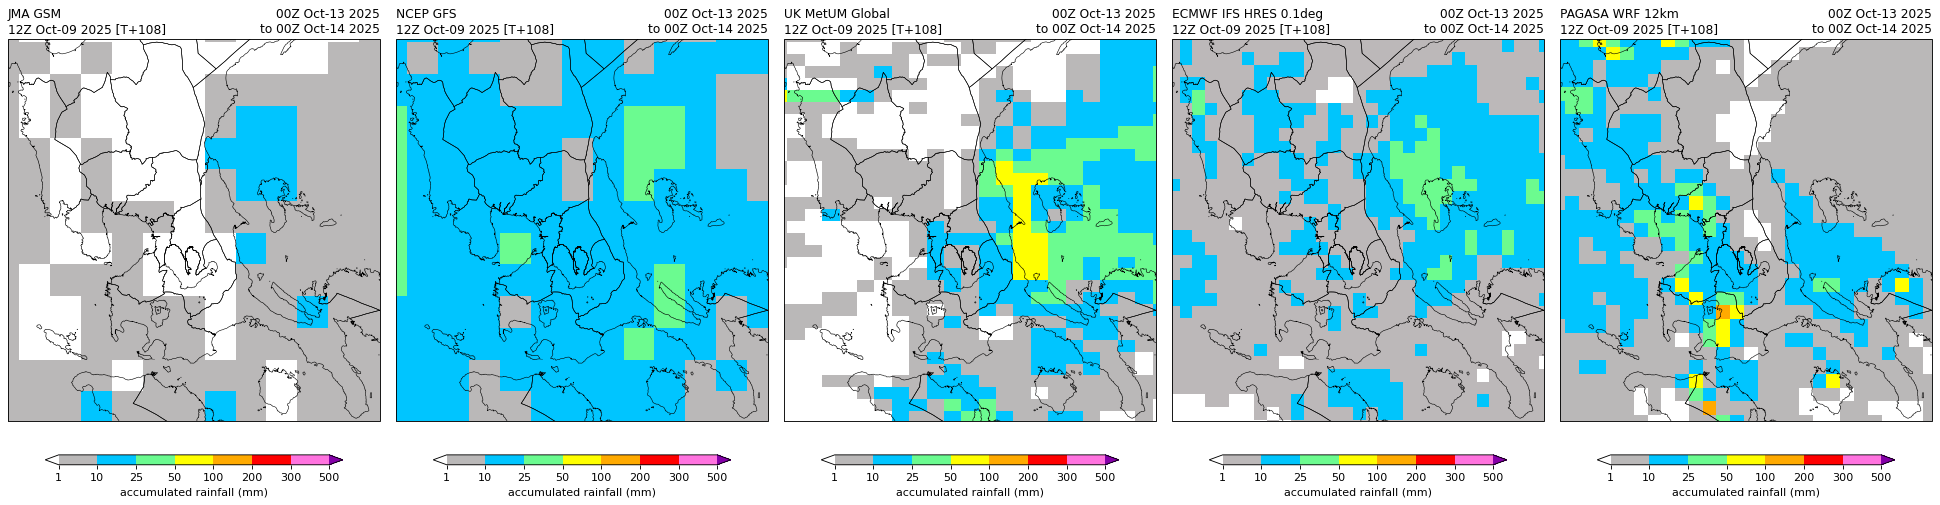 JMA GSM 00Z Oct-13 2025
12Z Oct-09 2025 [T+108] to 00Z Oct-14 2025
1 10 25 50 100 200 300 500
accumulated rainfall (mm)
NCEP GFS 00Z Oct-13 2025
12Z Oct-09 2025 [T+108] to 00Z Oct-14 2025
1 10 25 50 100 200 300 500
accumulated rainfall (mm)
UK MetUM Global 00Z Oct-13 2025
12Z Oct-09 2025 [T+108] to 00Z Oct-14 2025
1 10 25 50 100 200 300 500
accumulated rainfall (mm)
ECMWF IFS HRES 0.1deg 00Z Oct-13 2025
12Z Oct-09 2025 [T+108] to 00Z Oct-14 2025
1 10 25 50 100 200 300 500
accumulated rainfall (mm)
PAGASA WRF 12km 00Z Oct-13 2025
12Z Oct-09 2025 [T+108] to 00Z Oct-14 2025
1 10 25 50 100 200 300 500
accumulated rainfall (mm)